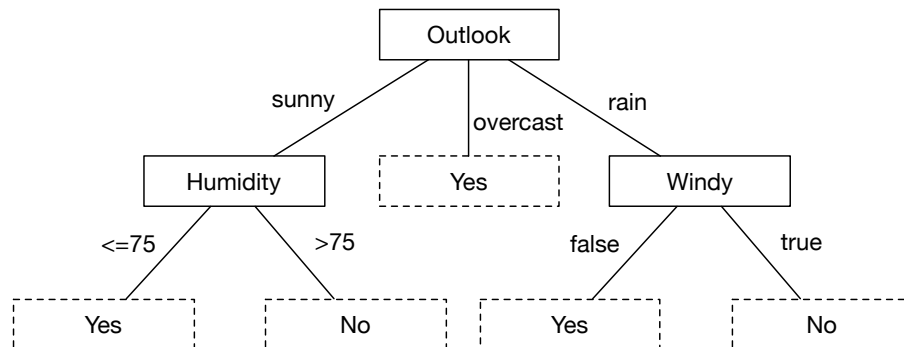 Outlook
sunny
overcast
rain
Humidity
Yes
Windy
<=75
>75
false
true
Yes
No
Yes
No